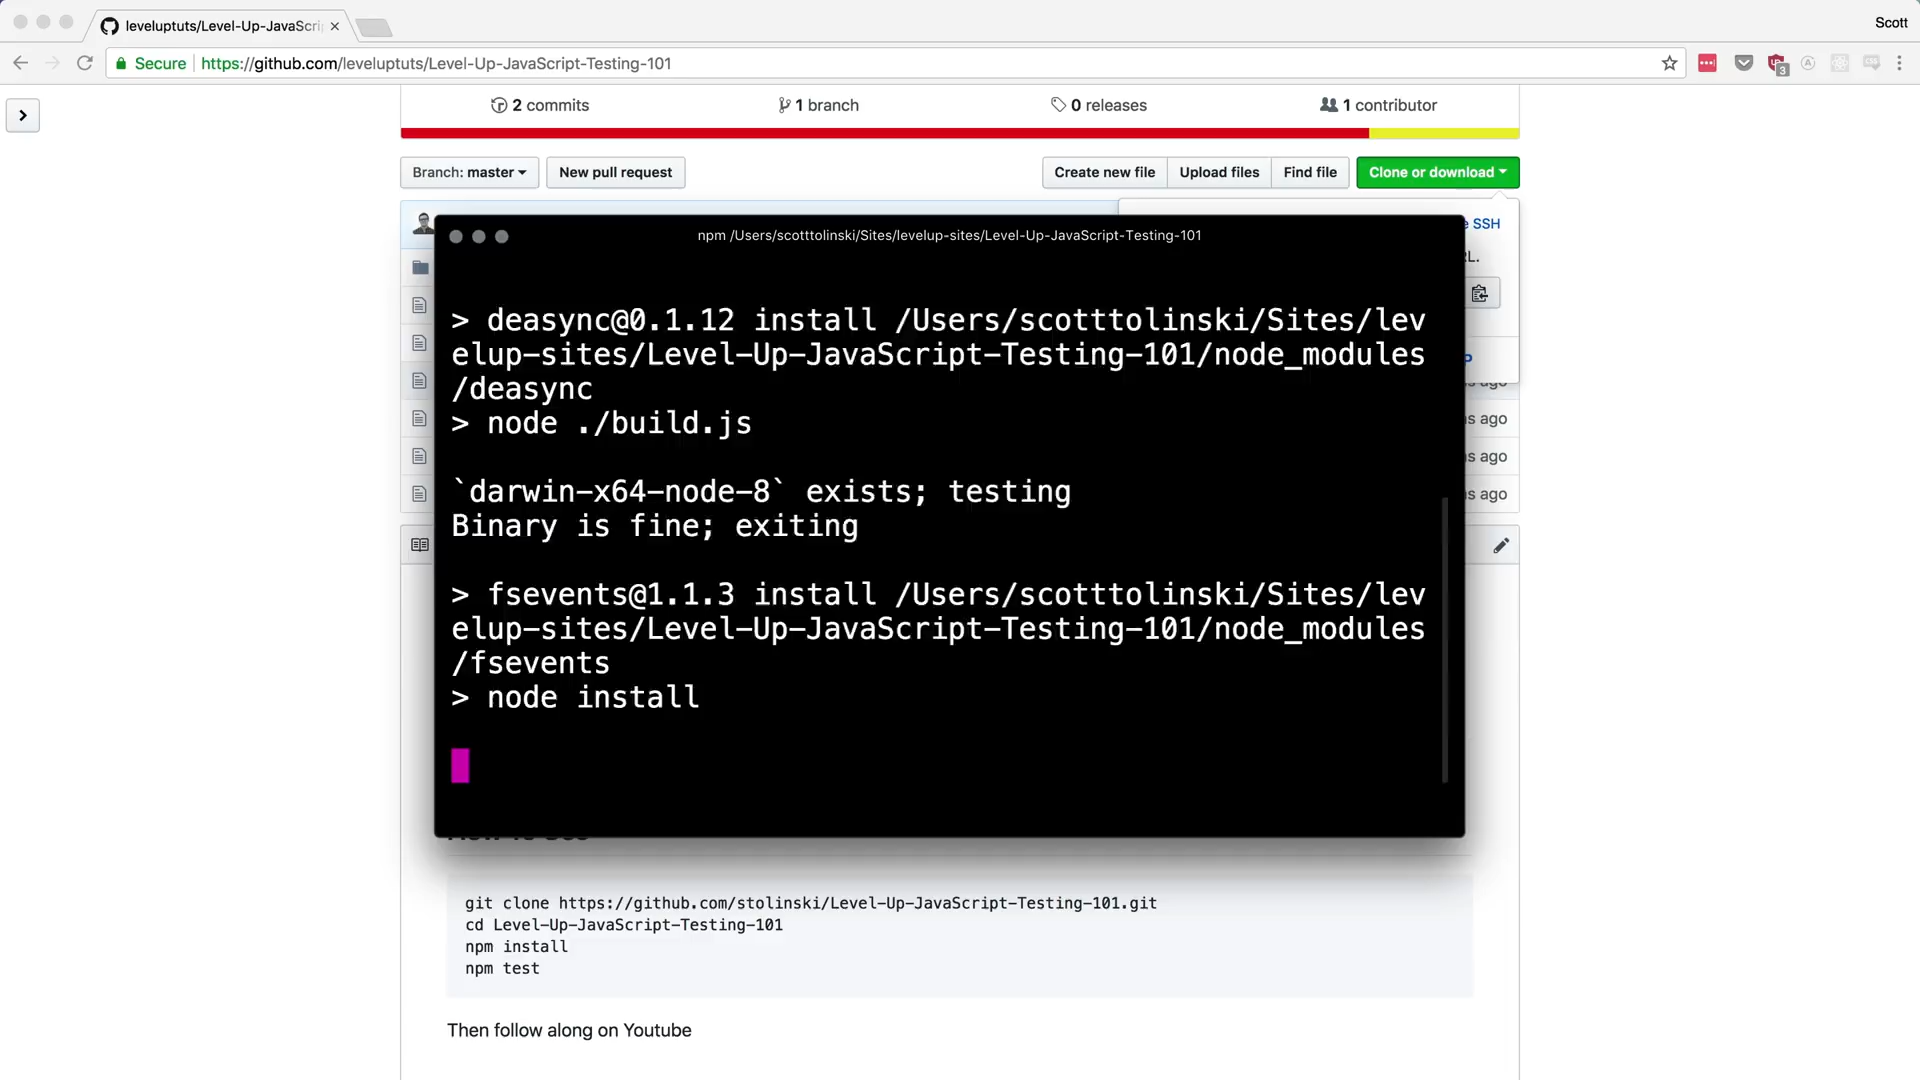 leveluptuts/Level-Up-JavaScri
Scott
Secure
https://github.com/leveluptuts/Level-Up-JavaScript-Testing-101
3
2 commits
1 branch
0 releases
1 contributor
Branch: master
New pull request
Create new file
Upload files
Find file
Clone or download
e SSH
RL.
npm /Users/scotttolinski/Sites/levelup-sites/Level-Up-JavaScript-Testing-101
> deasync@0.1.12 install /Users/scotttolinski/Sites/lev
elup-sites/Level-Up-JavaScript-Testing-101/node_modules
/deasync
> node ./build.js
`darwin-x64-node-8` exists; testing
Binary is fine; exiting
> fsevents@1.1.3 install /Users/scotttolinski/Sites/lev
elup-sites/Level-Up-JavaScript-Testing-101/node_modules
/fsevents
> node install
ago
s ago
s ago
s ago
git clone https://github.com/stolinski/Level-Up-JavaScript-Testing-101.git
cd Level-Up-JavaScript-Testing-101
npm install
npm test
Then follow along on Youtube